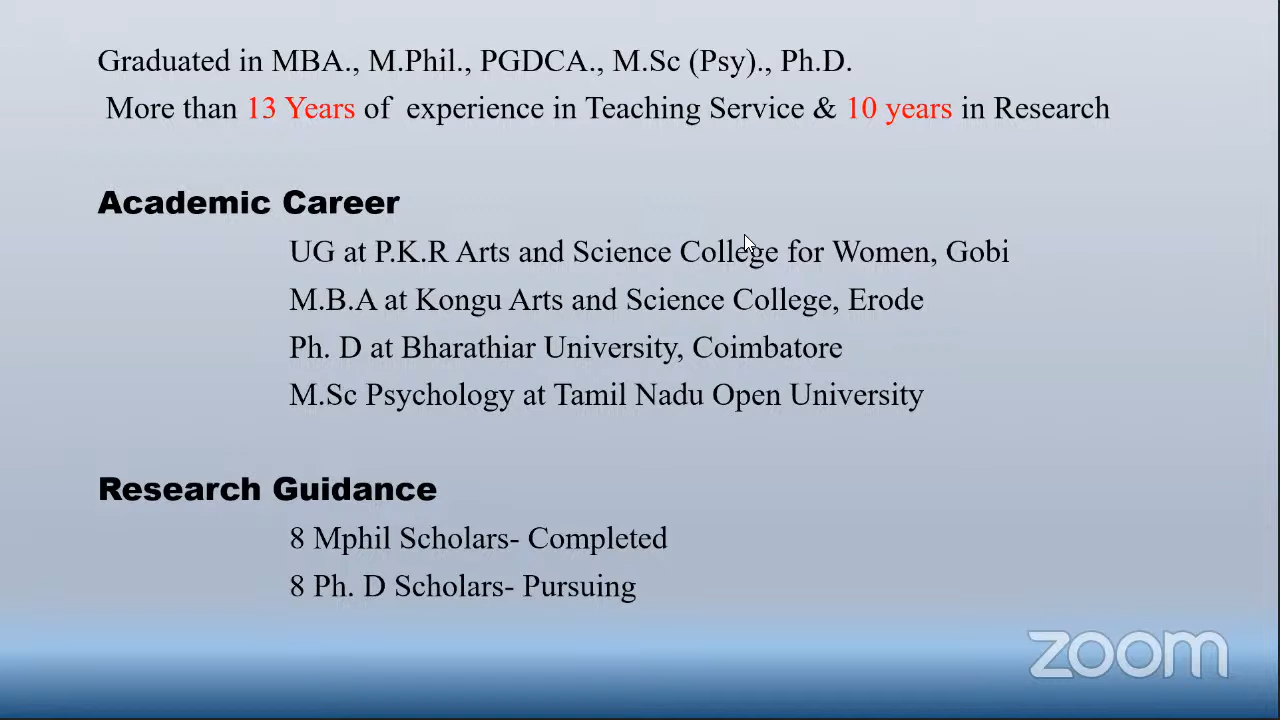 Graduated in MBA., M.Phil., PGDCA., M.Sc (Psy)., Ph.D.
More than 13 Years of experience in Teaching Service & 10 years in Research
Academic Career
UG at P.K.R Arts and Science College for Women, Gobi
M.B.A at Kongu Arts and Science College, Erode
Ph. D at Bharathiar University, Coimbatore
M.Sc Psychology at Tamil Nadu Open University
Research Guidance
8 Mphil Scholars- Completed
8 Ph. D Scholars- Pursuing
zoom